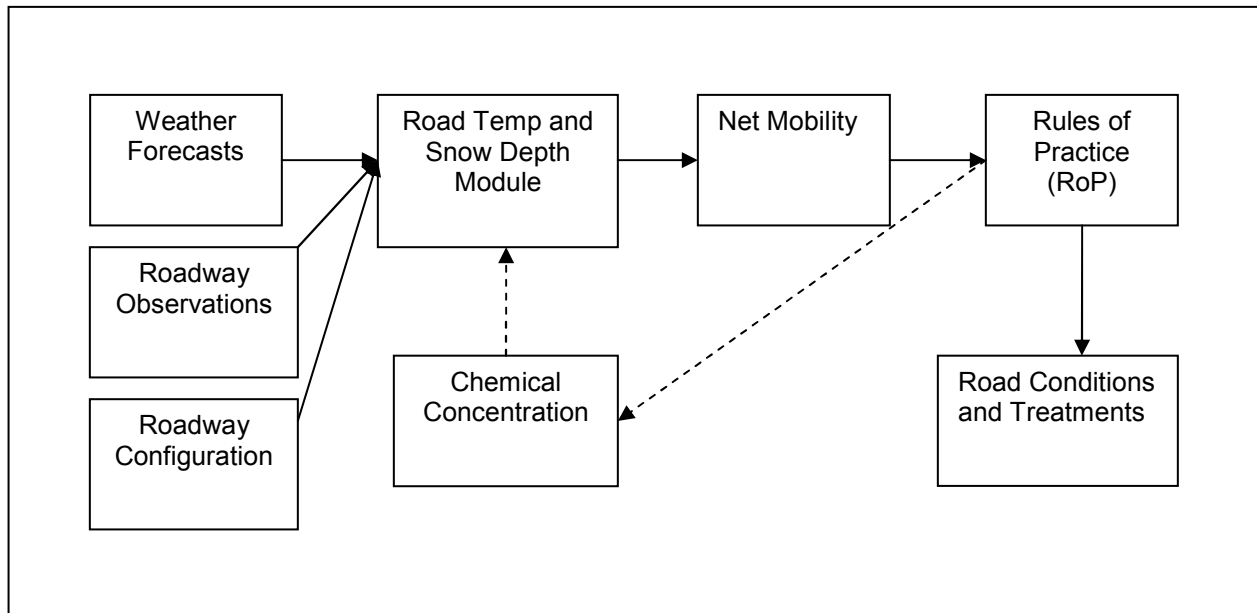 Weather
Forecasts
Road Temp and
Snow Depth
Module
Net Mobility
Rules of
Practice
(RoP)
Roadway
Observations
Chemical
Concentration
Road Conditions
and Treatments
Roadway
Configuration